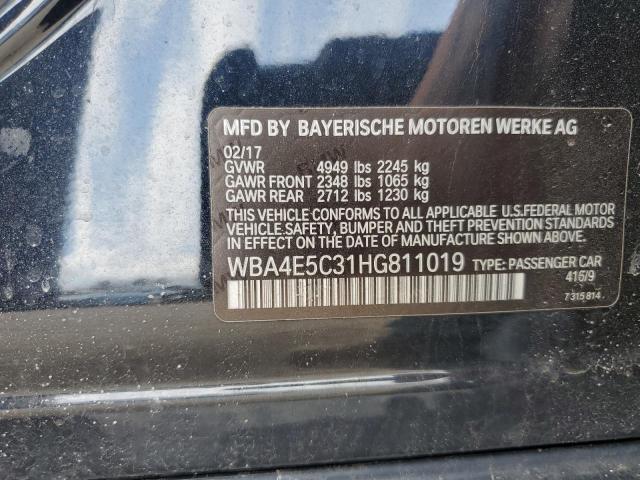 MFD BY BAYERISCHE MOTOREN WERKE AG
02/17
GVWR 4949 lbs 2245 kg
GAWR FRONT 2348 lbs 1065 kg
GAWR REAR 2712 lbs 1230 kg
THIS VEHICLE CONFORMS TO ALL APPLICABLE U.S.FEDERAL MOTOR
VEHICLE SAFETY, BUMPER AND THEFT PREVENTION STANDARDS
IN EFFECT ON THE DATE OF MANUFACTURE SHOWN ABOVE.
WBA4E5C31HG811019 TYPE: PASSENGER CAR
416/9
7315814